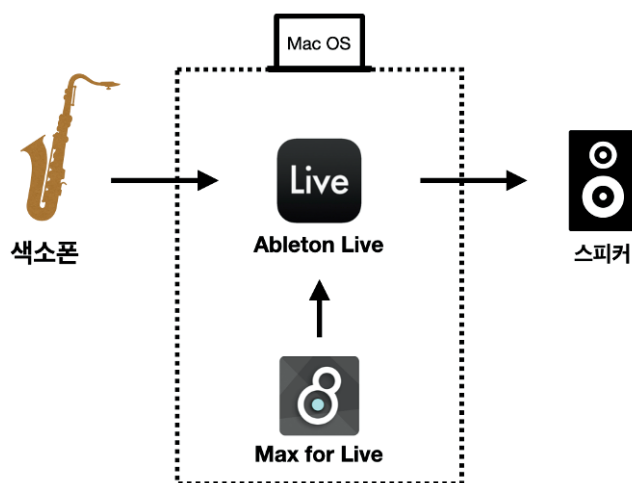 Mac OS
Live
색소폰
Ableton Live
스피커
Max for Live